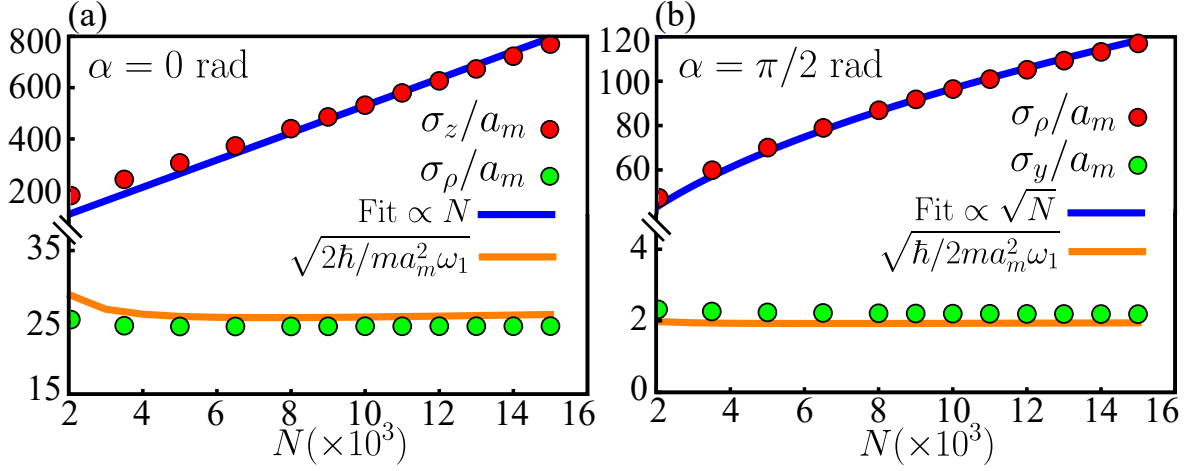 (a)
α = 0 rad
σ_z/a_m
σ_ρ/a_m
Fit ∝ N
√(2ħ/ma_m^2ω_1)
800
600
400
200
35
25
15
2 4 6 8 10 12 14 16
N(×10^3)
(b)
α = π/2 rad
σ_ρ/a_m
σ_y/a_m
Fit ∝ √N
√(ħ/2ma_m^2ω_1)
120
100
80
60
4
2
0
2 4 6 8 10 12 14 16
N(×10^3)